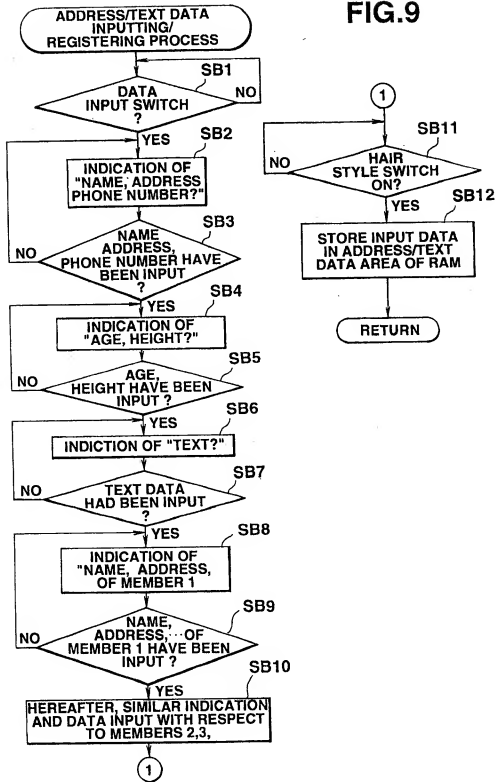 FIG.9
ADDRESS/TEXT DATA
INPUTTING/
REGISTERING PROCESS
SB1
DATA
INPUT SWITCH
?
NO
YES
SB2
INDICATION OF
"NAME, ADDRESS
PHONE NUMBER?"
SB3
NAME
ADDRESS,
PHONE NUMBER HAVE
BEEN INPUT
?
NO
YES
SB4
INDICATION OF
"AGE, HEIGHT?"
SB5
AGE,
HEIGHT HAVE BEEN
INPUT ?
NO
YES
SB6
INDICTION OF "TEXT?"
SB7
TEXT DATA
HAD BEEN INPUT
?
NO
YES
SB8
INDICATION OF
"NAME, ADDRESS,
OF MEMBER 1
SB9
NAME,
ADDRESS,···OF
MEMBER 1 HAVE BEEN
INPUT ?
NO
YES
SB10
HEREAFTER, SIMILAR INDICATION
AND DATA INPUT WITH RESPECT
TO MEMBERS 2,3,
1
1
SB11
HAIR
STYLE SWITCH
ON?
NO
YES
SB12
STORE INPUT DATA
IN ADDRESS/TEXT
DATA AREA OF RAM
RETURN